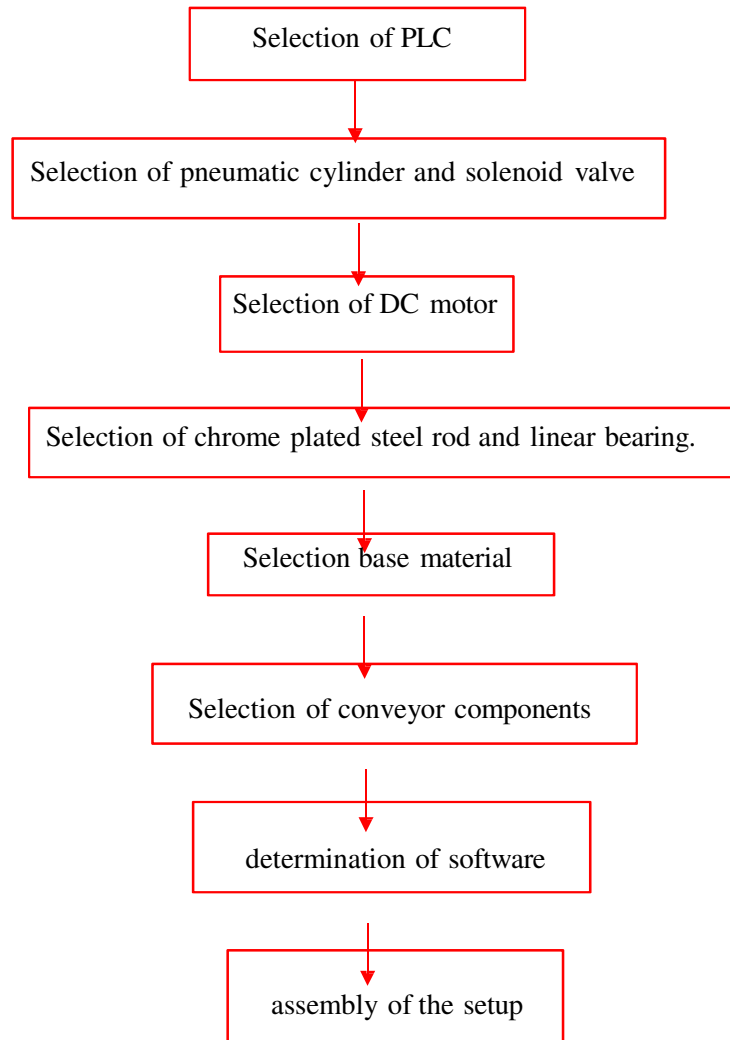 Selection of PLC
Selection of pneumatic cylinder and solenoid valve
Selection of DC motor
Selection of chrome plated steel rod and linear bearing.
Selection base material
Selection of conveyor components
determination of software
assembly of the setup